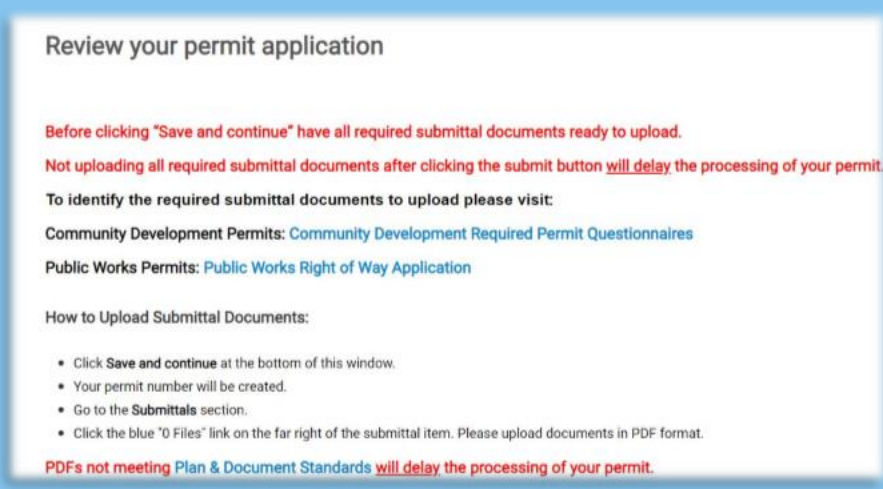 Review your permit application
Before clicking "Save and continue" have all required submittal documents ready to upload.
Not uploading all required submittal documents after clicking the submit button will delay the processing of your permit.
To identify the required submittal documents to upload please visit:
Community Development Permits: Community Development Required Permit Questionnaires
Public Works Permits: Public Works Right of Way Application
How to Upload Submittal Documents:
• Click Save and continue at the bottom of this window.
• Your permit number will be created.
• Go to the Submittals section.
• Click the blue "0 Files" link on the far right of the submittal item. Please upload documents in PDF format.
PDFs not meeting Plan & Document Standards will delay the processing of your permit.